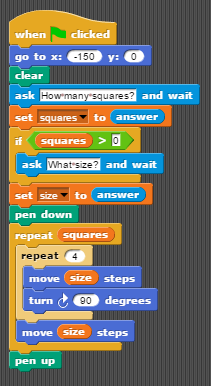 when clicked
go to x: -150 y: 0
clear
ask How many squares? and wait
set squares to answer
if squares > 0
ask What size? and wait
set size to answer
pen down
repeat squares
repeat 4
move size steps
turn 90 degrees
move size steps
pen up